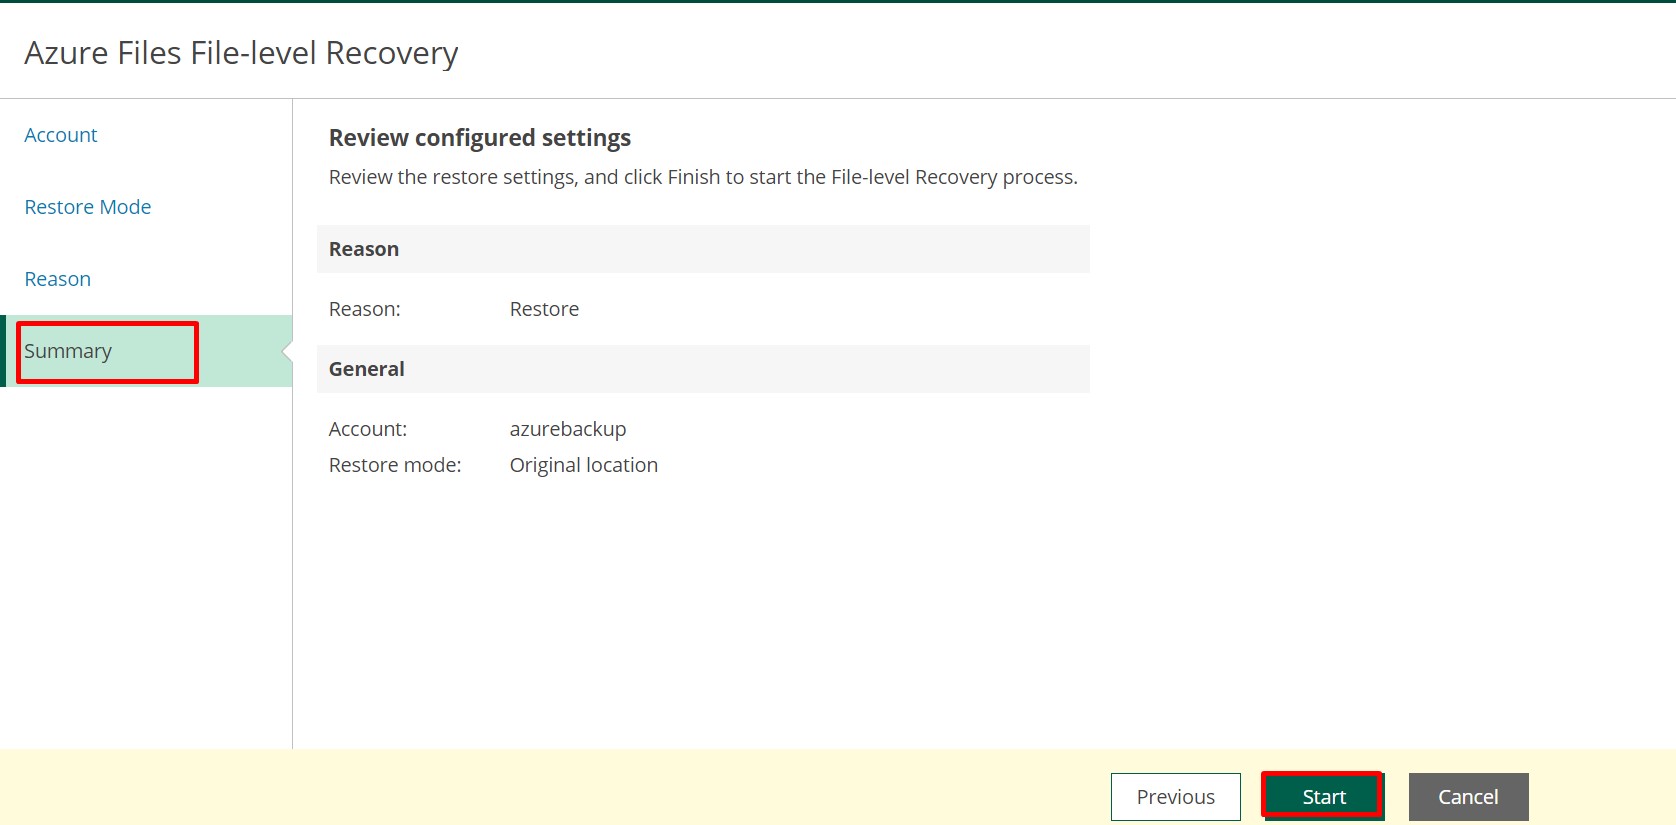 Azure Files File-level Recovery
Account
Restore Mode
Reason
Summary
Review configured settings
Review the restore settings, and click Finish to start the File-level Recovery process.
Reason
Reason: Restore
General
Account: azurebackup
Restore mode: Original location
Previous Start Cancel